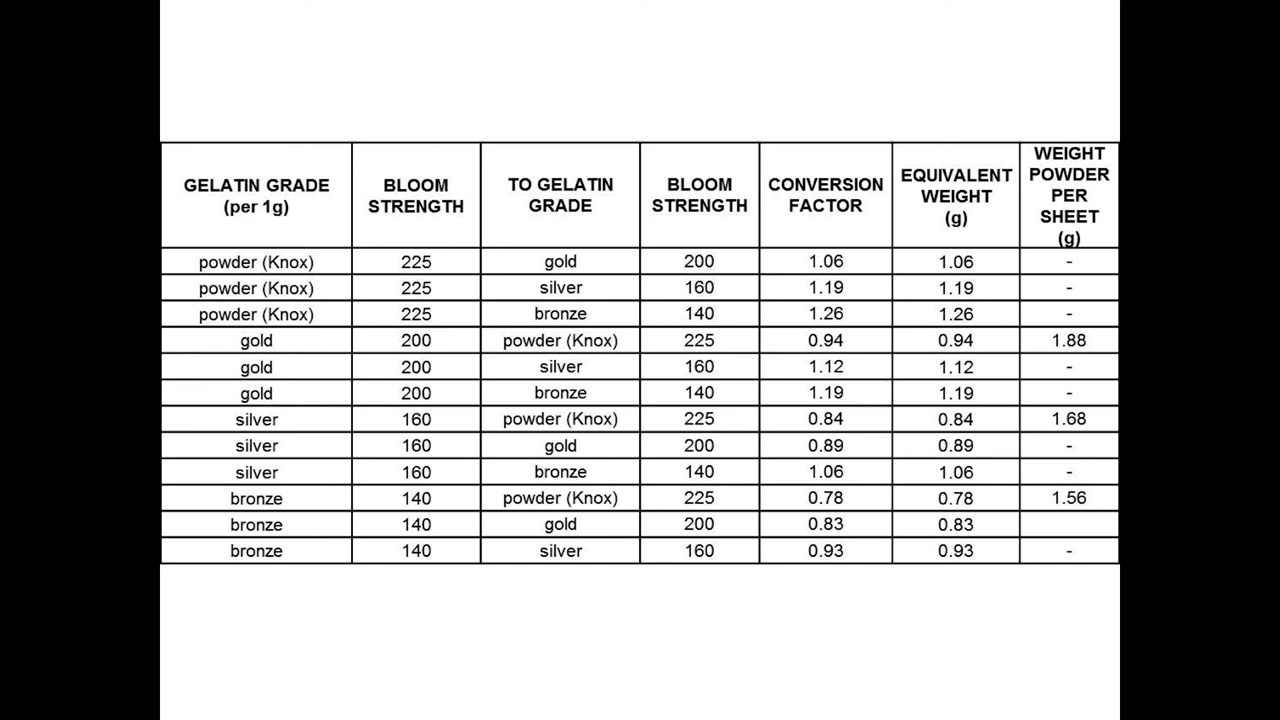 GELATIN GRADE (per 1g) BLOOM STRENGTH TO GELATIN GRADE BLOOM STRENGTH CONVERSION FACTOR EQUIVALENT WEIGHT (g) WEIGHT POWDER PER SHEET (g)
powder (Knox) 225 gold 200 1.06 1.06 -
powder (Knox) 225 silver 160 1.19 1.19 -
powder (Knox) 225 bronze 140 1.26 1.26 -
gold 200 powder (Knox) 225 0.94 0.94 1.88
gold 200 silver 160 1.12 1.12 -
gold 200 bronze 140 1.19 1.19 -
silver 160 powder (Knox) 225 0.84 0.84 1.68
silver 160 gold 200 0.89 0.89 -
silver 160 bronze 140 1.06 1.06 -
bronze 140 powder (Knox) 225 0.78 0.78 1.56
bronze 140 gold 200 0.83 0.83
bronze 140 silver 160 0.93 0.93 -